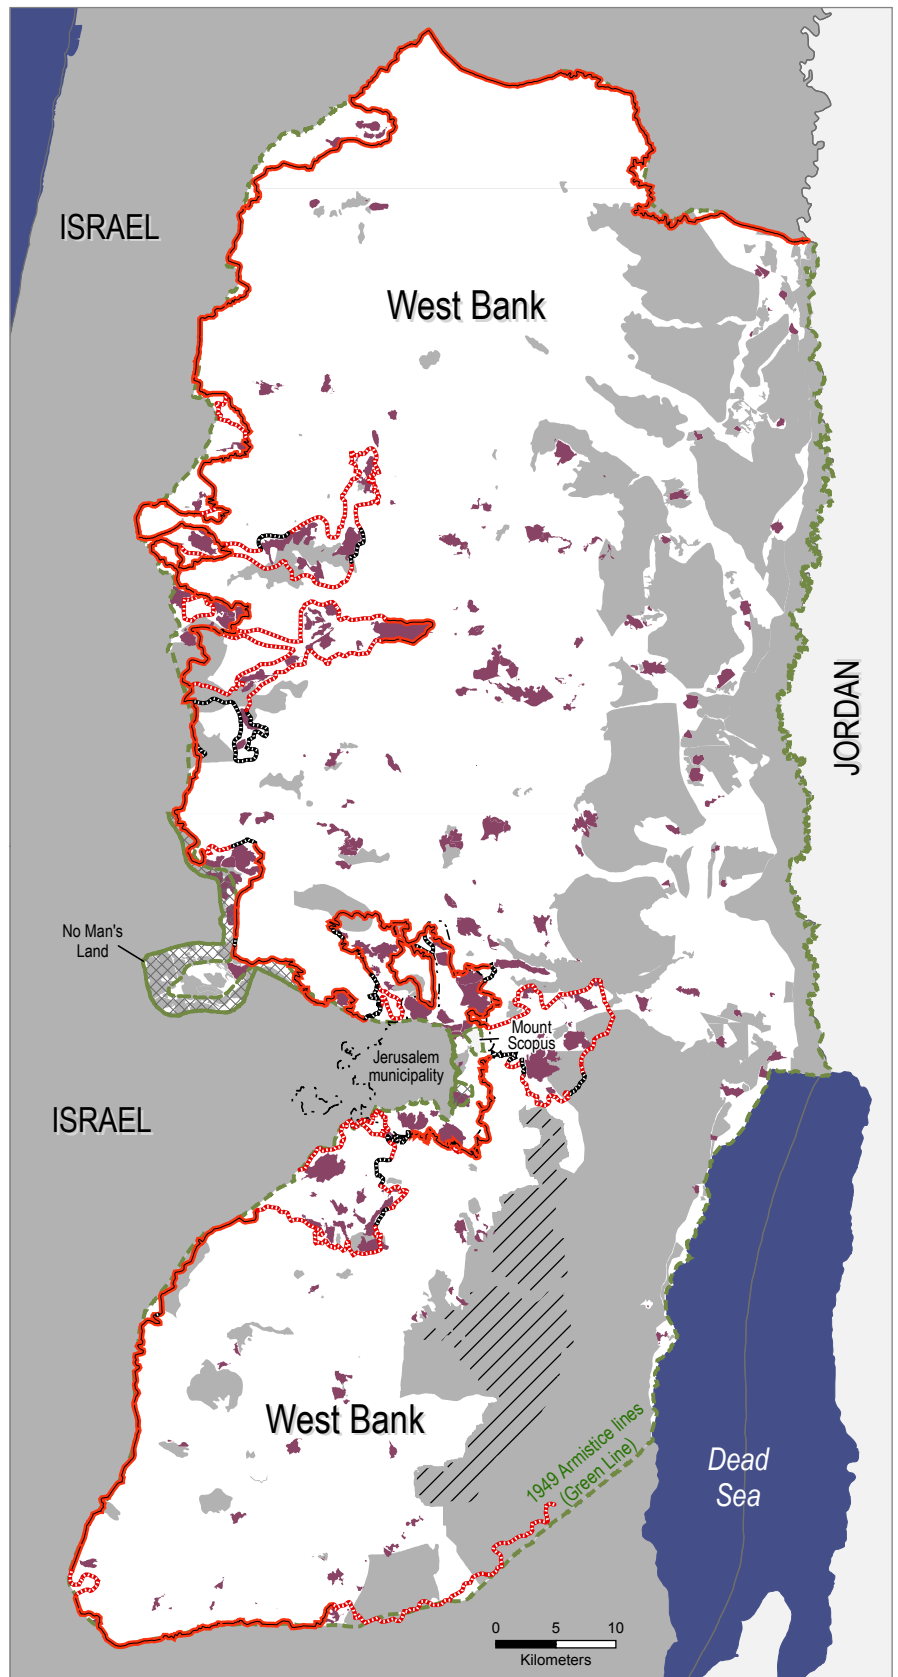 ISRAEL
West Bank
JORDAN
No Man's
Land
Mount
Scopus
Jerusalem
municipality
ISRAEL
West Bank
1949 Armistice lines
(Green Line)
Dead
Sea
0 5 10
Kilometers